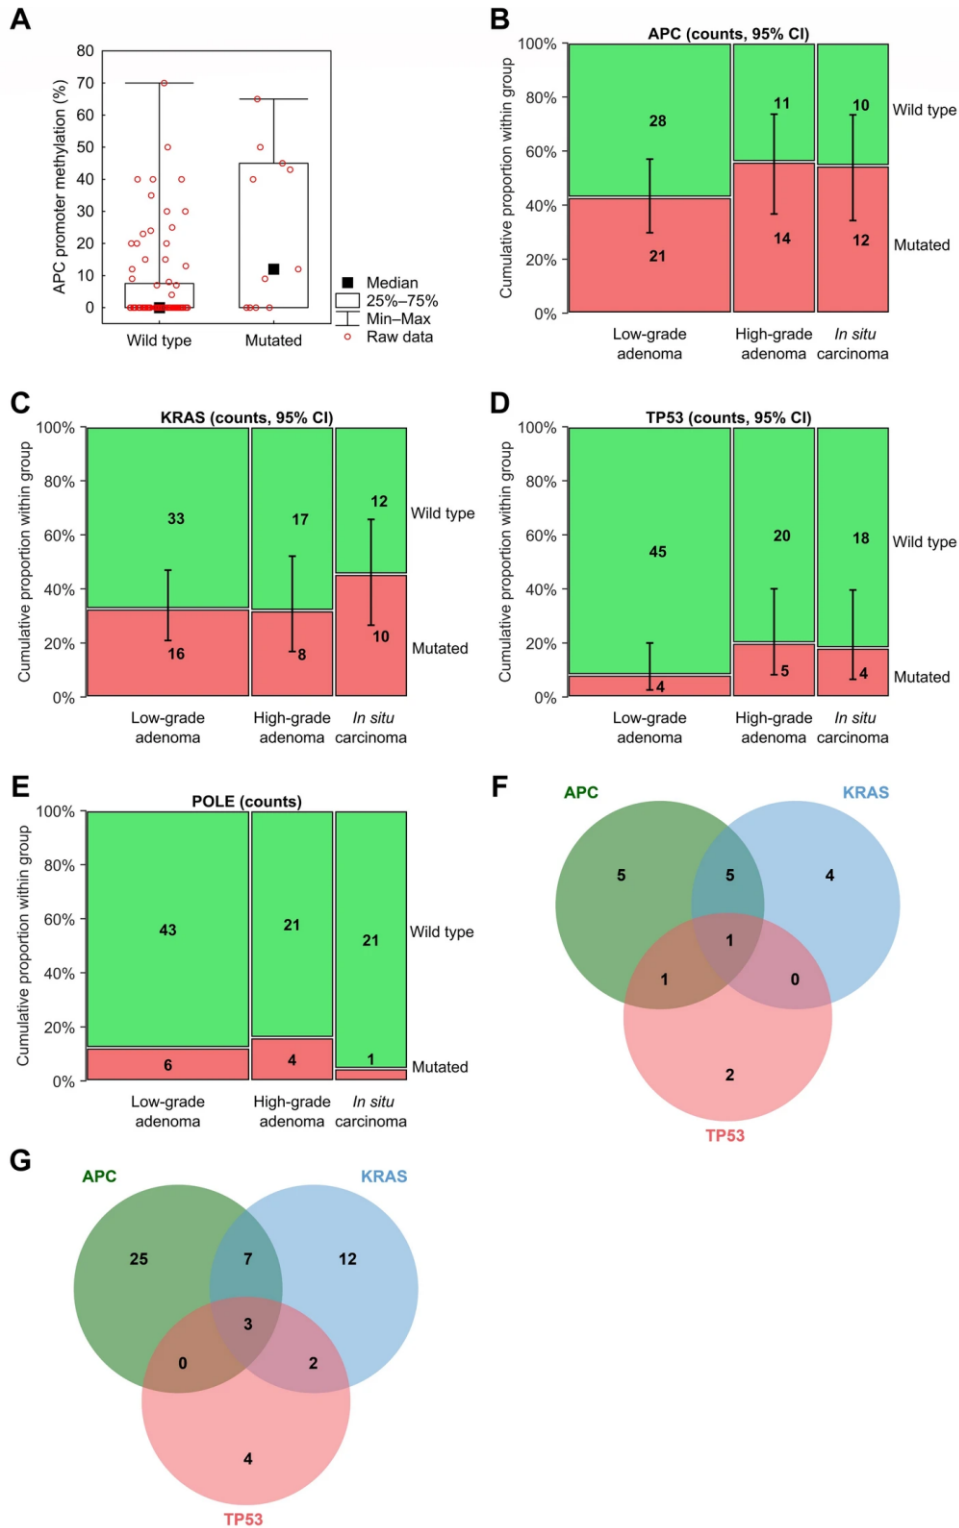 A
APC promoter methylation (%)
80
70
60
50
40
30
20
10
0
Wild type
Mutated
Median
25%–75%
Min–Max
Raw data
B
APC (counts, 95% CI)
Cumulative proportion within group
100%
80%
60%
40%
20%
0%
28
11
10
21
14
12
Wild type
Mutated
Low-grade adenoma
High-grade adenoma
In situ carcinoma
C
KRAS (counts, 95% CI)
Cumulative proportion within group
100%
80%
60%
40%
20%
0%
33
17
12
16
8
10
Wild type
Mutated
Low-grade adenoma
High-grade adenoma
In situ carcinoma
D
TP53 (counts, 95% CI)
Cumulative proportion within group
100%
80%
60%
40%
20%
0%
45
20
18
4
5
4
Wild type
Mutated
Low-grade adenoma
High-grade adenoma
In situ carcinoma
E
POLE (counts)
Cumulative proportion within group
100%
80%
60%
40%
20%
0%
43
21
21
6
4
1
Wild type
Mutated
Low-grade adenoma
High-grade adenoma
In situ carcinoma
F
APC
KRAS
5
5
4
1
1
0
2
TP53
G
APC
KRAS
25
7
12
3
0
2
4
TP53